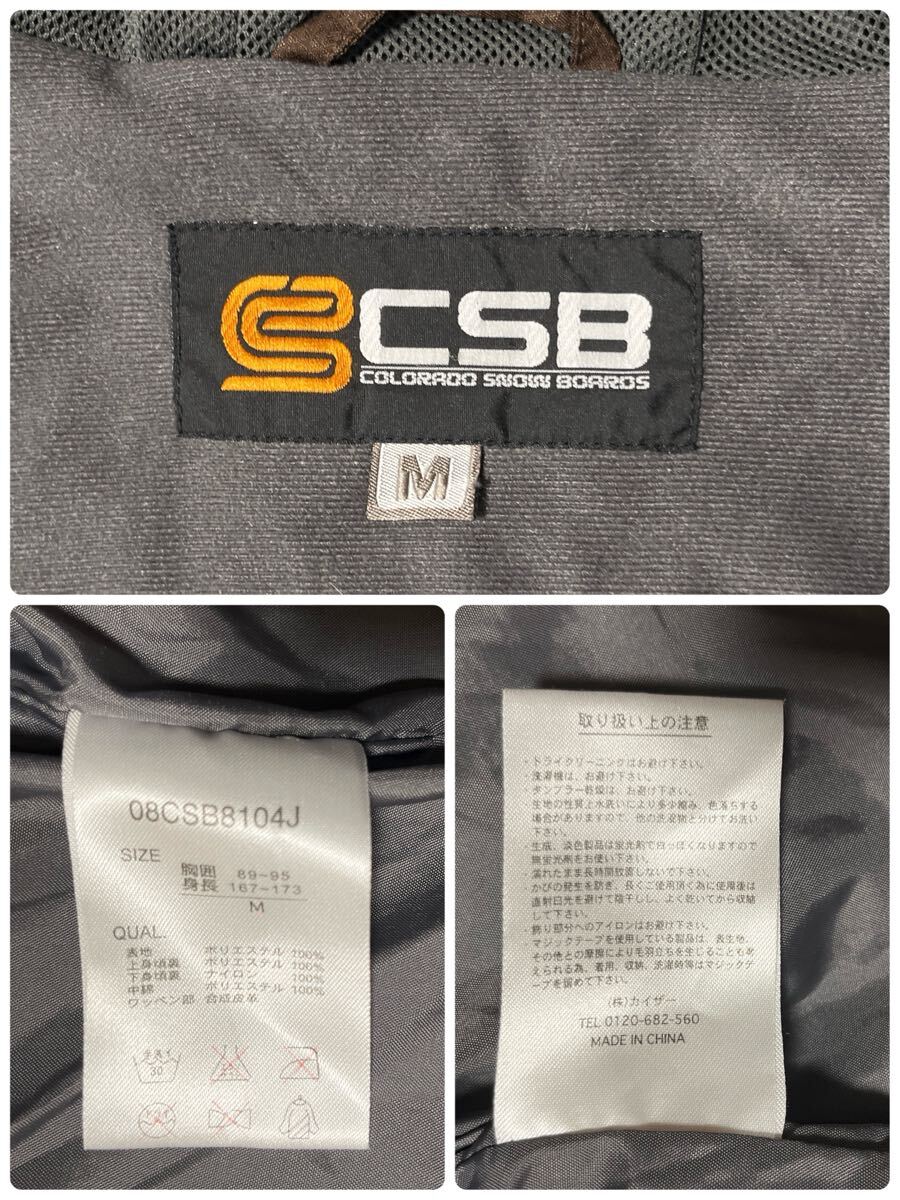 CSB
COLORADO SNOW BOARDS
M
08CSB8104J
SIZE
胸囲 89-95
身長 167-173
M
QUAL.
表地 ポリエステル 100%
上身頃裏 ポリエステル 100%
下身頃裏 ナイロン 100%
中綿 ポリエステル 100%
ワッペン部 合成皮革
手洗イ
30
取り扱い上の注意
・ドライクリーニングはお避け下さい。
・洗濯機は、お避け下さい。
・タンブラー乾燥は、お避け下さい。
・生地の性質上水洗いにより多少縮み、色落ちする
場合がありますので、他の洗濯物と分けてお洗い
下さい。
・生成、淡色製品は蛍光剤で白っぽくなりますので
無蛍光剤をお使い下さい。
・濡れたまま長時間放置しないで下さい。
・かびの発生を防ぎ、長くご使用頂く為に使用後は
直射日光を避けて陰干しし、よく乾いてから収納
して下さい。
・飾り部分へのアイロンはお避け下さい。
・マジックテープを使用している製品は、表生地、
その他との摩擦により毛羽立ちを生じることも考
えられる為、着用、収納、洗濯時等はマジックテ
ープを留めて下さい。
(株)カイザー
TEL 0120-682-560
MADE IN CHINA